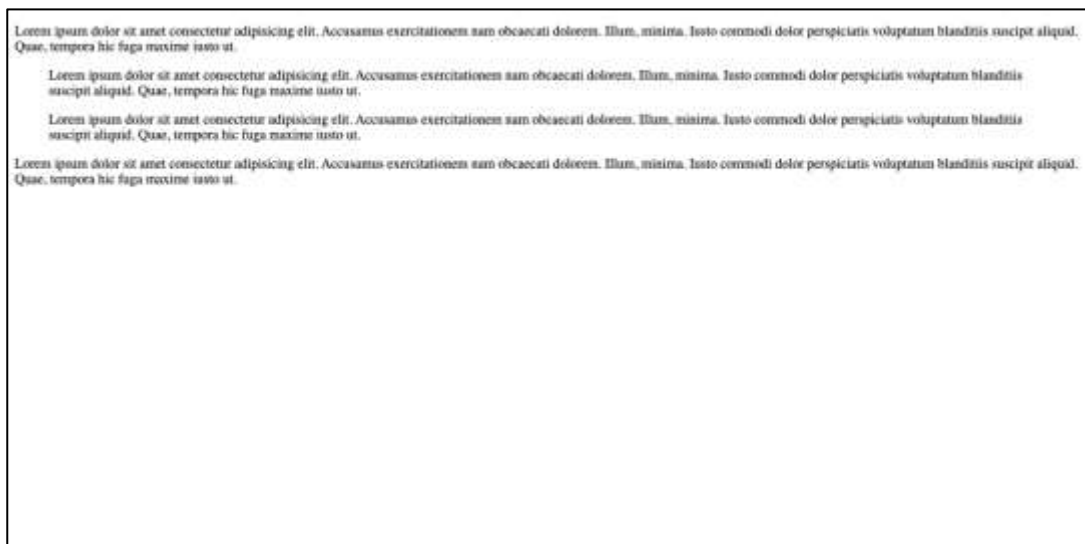 Lorem ipsum dolor sit amet consectetur adipisicing elit. Accusamus exercitationem nam obcaecati dolorem. Illum, minima. Iusto commodi dolor perspiciatis voluptatum blanditiis suscipit aliquid.
Quae, tempora hic fuga maxime iusto ut.
Lorem ipsum dolor sit amet consectetur adipisicing elit. Accusamus exercitationem nam obcaecati dolorem. Illum, minima. Iusto commodi dolor perspiciatis voluptatum blanditiis
suscipit aliquid. Quae, tempora hic fuga maxime iusto ut.
Lorem ipsum dolor sit amet consectetur adipisicing elit. Accusamus exercitationem nam obcaecati dolorem. Illum, minima. Iusto commodi dolor perspiciatis voluptatum blanditiis
suscipit aliquid. Quae, tempora hic fuga maxime iusto ut.
Lorem ipsum dolor sit amet consectetur adipisicing elit. Accusamus exercitationem nam obcaecati dolorem. Illum, minima. Iusto commodi dolor perspiciatis voluptatum blanditiis suscipit aliquid.
Quae, tempora hic fuga maxime iusto ut.